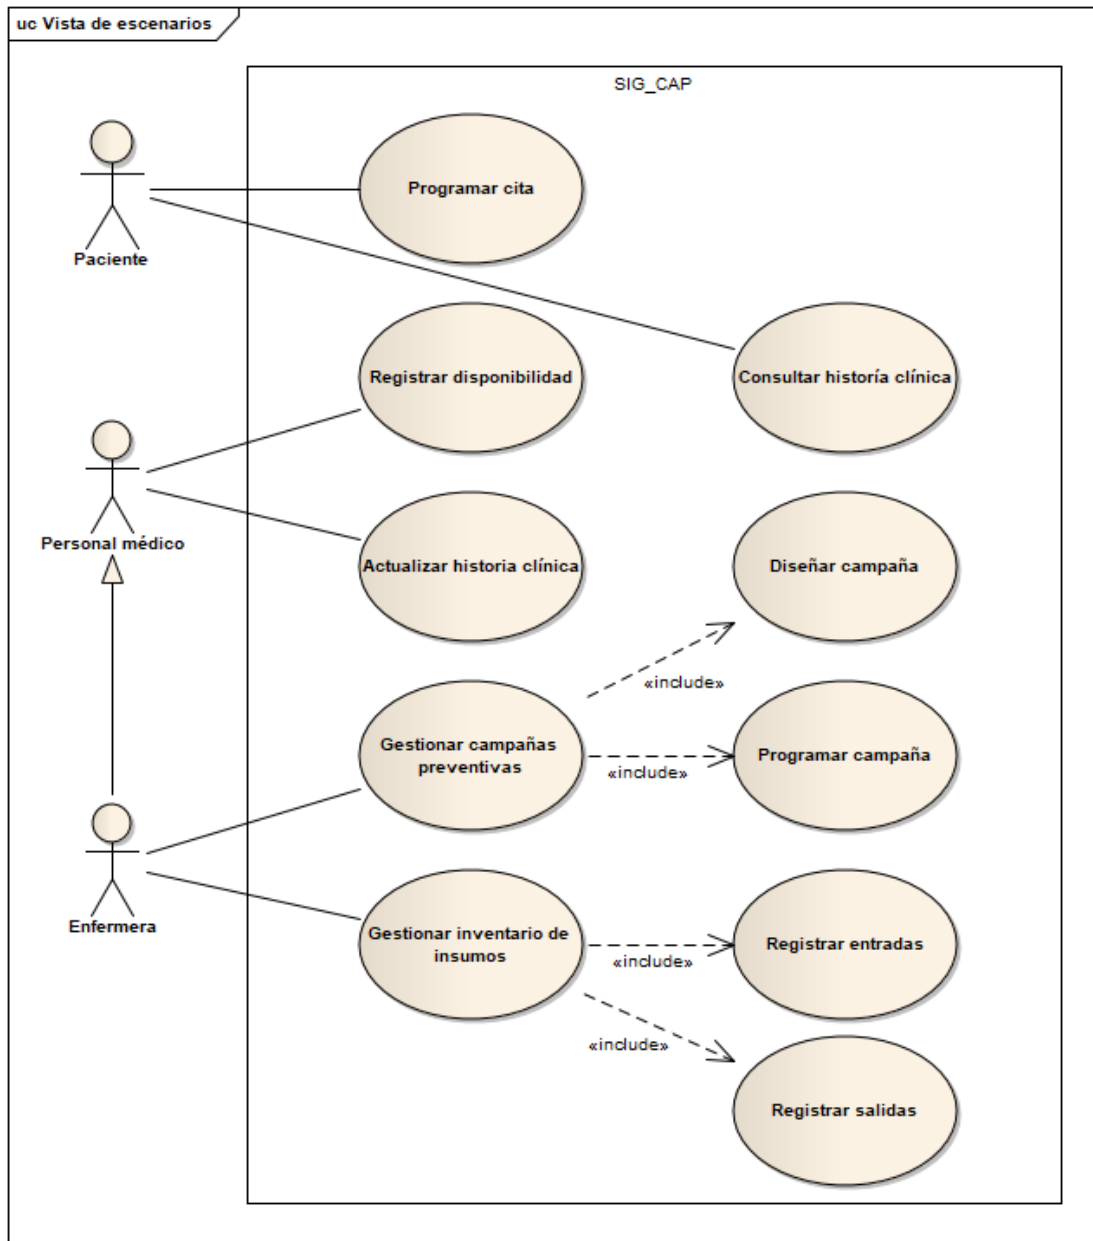 uc Vista de escenarios
SIG_CAP
Programar cita
Paciente
Registrar disponibilidad
Consultar historía clínica
Personal médico
Actualizar historia clínica
Diseñar campaña
«include»
Gestionar campañas
preventivas
Programar campaña
«include»
Enfermera
Gestionar inventario de
insumos
Registrar entradas
«include»
«include»
Registrar salidas